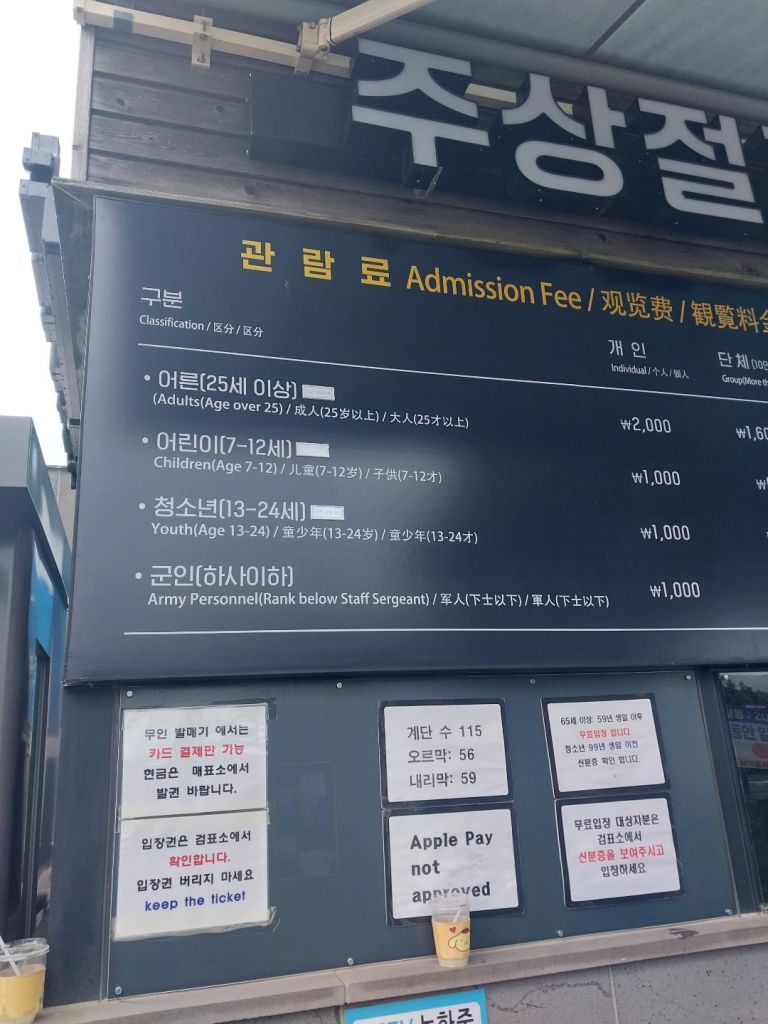 주상절
관 람 료 Admission Fee / 观览费 / 観覧料金
구분
Classification / 区分 / 区分
개 인
Individual / 个人 / 個人
단 체
Group(More th
• 어른(25세 이상)
(Adults(Age over 25) / 成人(25岁以上) / 大人(25才以上)
₩2,000
₩1,60
• 어린이(7-12세)
Children(Age 7-12) / 儿童(7-12岁) / 子供(7-12才)
₩1,000
• 청소년(13-24세)
Youth(Age 13-24) / 童少年(13-24岁) / 童少年(13-24才)
₩1,000
• 군인(하사이하)
Army Personnel(Rank below Staff Sergeant) / 军人(下士以下) / 軍人(下士以下)
₩1,000
무인 발매기 에서는
카드 결제만 가능
현금은 매표소에서
발권 바랍니다.
입장권은 검표소에서
확인합니다.
입장권 버리지 마세요
keep the ticket
계단 수 115
오르막: 56
내리막: 59
Apple Pay
not
approved
65세 이상: 59년 생일 이후
무료입장 입니다
청소년 99년 생일 이전
신분증 확인 합니다.
무료입장 대상자분은
검표소에서
신분증을 보여주시고
입장하세요